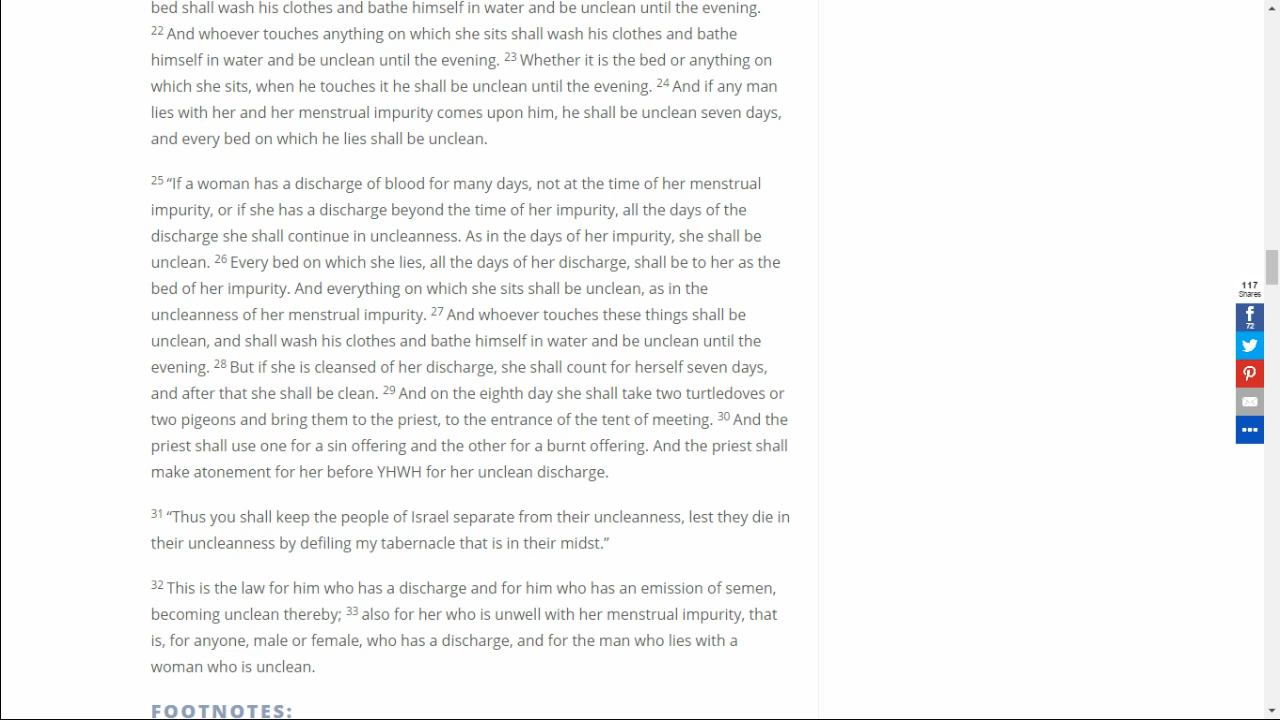 bed shall wash his clothes and bathe himself in water and be unclean until the evening.
22 And whoever touches anything on which she sits shall wash his clothes and bathe
himself in water and be unclean until the evening. 23 Whether it is the bed or anything on
which she sits, when he touches it he shall be unclean until the evening. 24 And if any man
lies with her and her menstrual impurity comes upon him, he shall be unclean seven days,
and every bed on which he lies shall be unclean.
25 “If a woman has a discharge of blood for many days, not at the time of her menstrual
impurity, or if she has a discharge beyond the time of her impurity, all the days of the
discharge she shall continue in uncleanness. As in the days of her impurity, she shall be
unclean. 26 Every bed on which she lies, all the days of her discharge, shall be to her as the
bed of her impurity. And everything on which she sits shall be unclean, as in the
uncleanness of her menstrual impurity. 27 And whoever touches these things shall be
unclean, and shall wash his clothes and bathe himself in water and be unclean until the
evening. 28 But if she is cleansed of her discharge, she shall count for herself seven days,
and after that she shall be clean. 29 And on the eighth day she shall take two turtledoves or
two pigeons and bring them to the priest, to the entrance of the tent of meeting. 30 And the
priest shall use one for a sin offering and the other for a burnt offering. And the priest shall
make atonement for her before YHWH for her unclean discharge.
31 “Thus you shall keep the people of Israel separate from their uncleanness, lest they die in
their uncleanness by defiling my tabernacle that is in their midst.”
32 This is the law for him who has a discharge and for him who has an emission of semen,
becoming unclean thereby; 33 also for her who is unwell with her menstrual impurity, that
is, for anyone, male or female, who has a discharge, and for the man who lies with a
woman who is unclean.
FOOTNOTES:
117
Shares
72